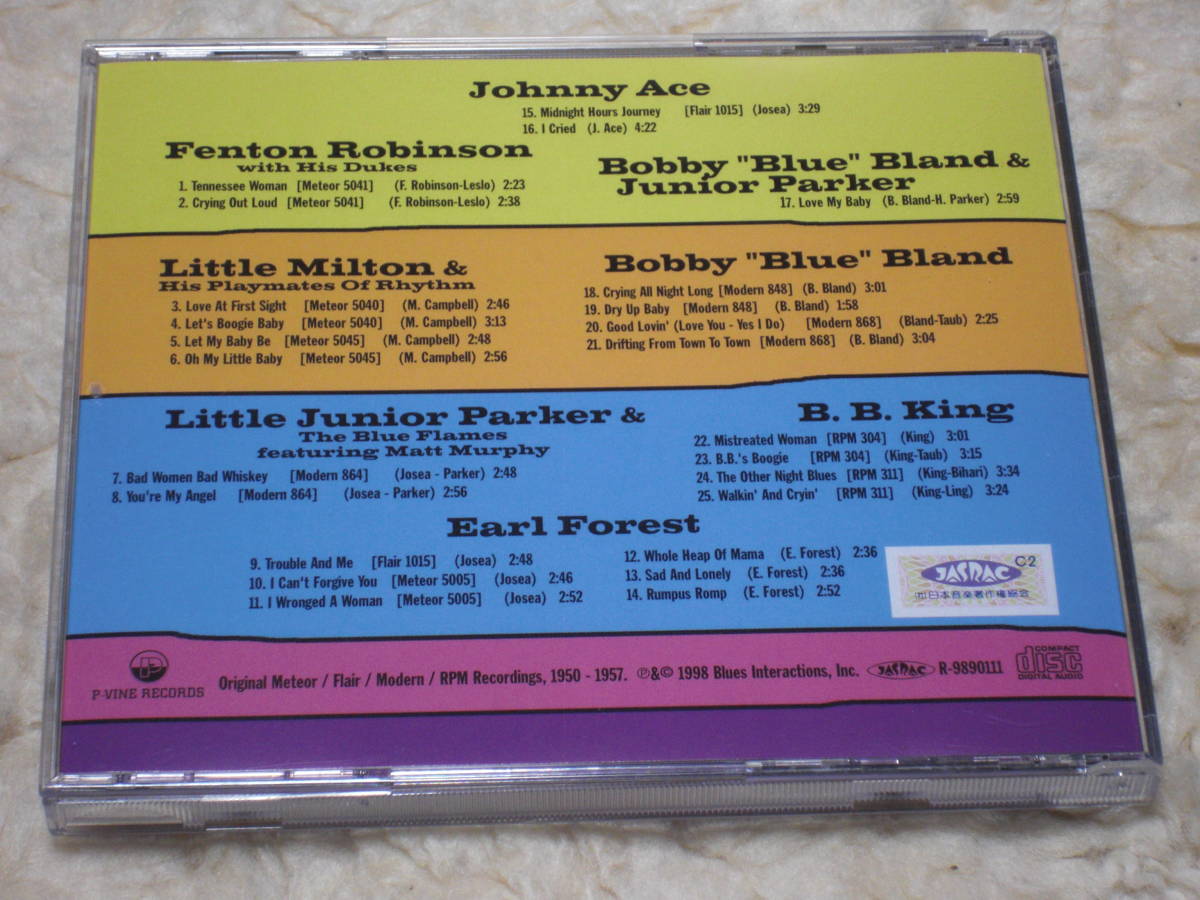 Johnny Ace
15. Midnight Hours Journey [Flair 1015] (Josea) 3:29
16. I Cried (J. Ace) 4:22
Fenton Robinson
with His Dukes
1. Tennessee Woman [Meteor 5041] (F. Robinson-Leslo) 2:23
2. Crying Out Loud [Meteor 5041] (F. Robinson-Leslo) 2:38
Bobby "Blue" Bland &
Junior Parker
17. Love My Baby (B. Bland-H. Parker) 2:59
Little Milton &
His Playmates Of Rhythm
3. Love At First Sight [Meteor 5040] (M. Campbell) 2:46
4. Let's Boogie Baby [Meteor 5040] (M. Campbell) 3:13
5. Let My Baby Be [Meteor 5045] (M. Campbell) 2:48
6. Oh My Little Baby [Meteor 5045] (M. Campbell) 2:56
Bobby "Blue" Bland
18. Crying All Night Long [Modern 848] (B. Bland) 3:01
19. Dry Up Baby [Modern 848] (B. Bland) 1:58
20. Good Lovin' (Love You - Yes I Do) [Modern 868] (Bland-Taub) 2:25
21. Drifting From Town To Town [Modern 868] (B. Bland) 3:04
Little Junior Parker &
The Blue Flames
featuring Matt Murphy
7. Bad Women Bad Whiskey [Modern 864] (Josea - Parker) 2:48
8. You're My Angel [Modern 864] (Josea - Parker) 2:56
B. B. King
22. Mistreated Woman [RPM 304] (King) 3:01
23. B.B.'s Boogie [RPM 304] (King-Taub) 3:15
24. The Other Night Blues [RPM 311] (King-Bihari) 3:34
25. Walkin' And Cryin' [RPM 311] (King-Ling) 3:24
Earl Forest
9. Trouble And Me [Flair 1015] (Josea) 2:48
10. I Can't Forgive You [Meteor 5005] (Josea) 2:46
11. I Wronged A Woman [Meteor 5005] (Josea) 2:52
12. Whole Heap Of Mama (E. Forest) 2:36
13. Sad And Lonely (E. Forest) 2:36
14. Rumpus Romp (E. Forest) 2:52
C2
JASRAC
(社)日本音楽著作権協会
P
P-VINE RECORDS
Original Meteor / Flair / Modern / RPM Recordings, 1950 - 1957. ℗&© 1998 Blues Interactions, Inc. JASRAC R-9890111
COMPACT
disc
DIGITAL AUDIO